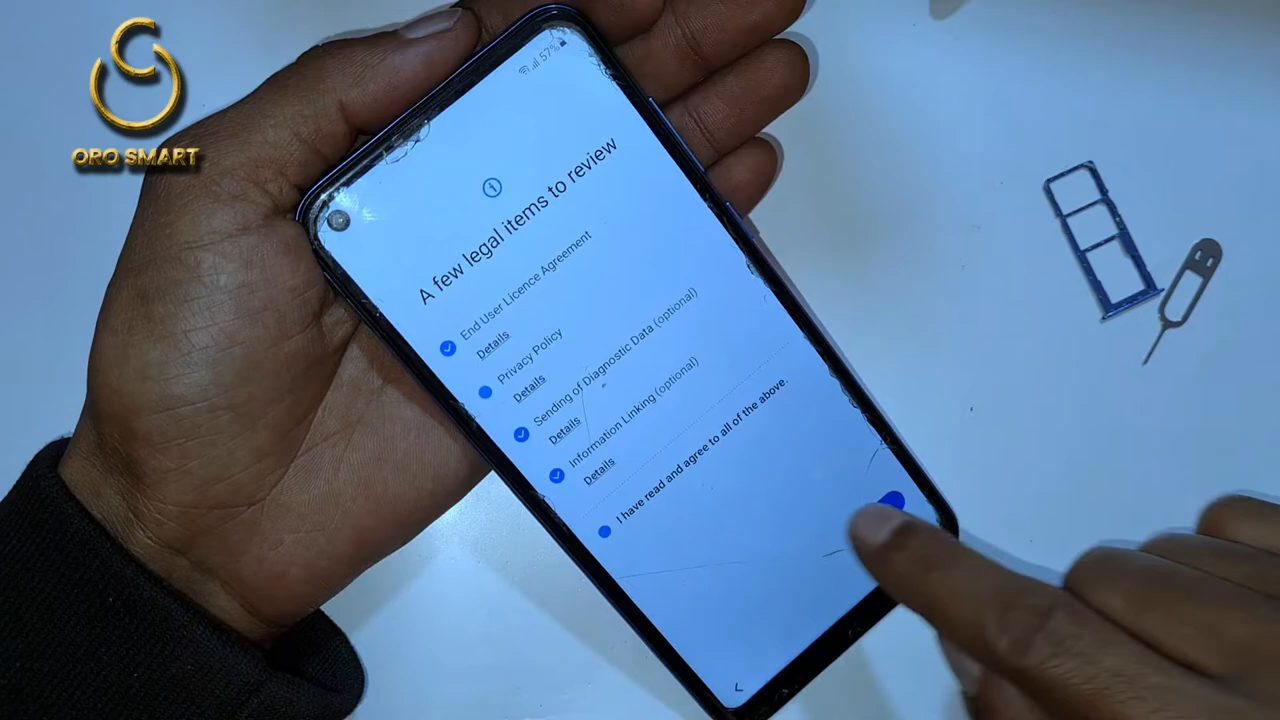 ORO SMART
57%
A few legal items to review
End User Licence Agreement
Details
Privacy Policy
Details
Sending of Diagnostic Data (optional)
Details
Information Linking (optional)
Details
I have read and agree to all of the above.